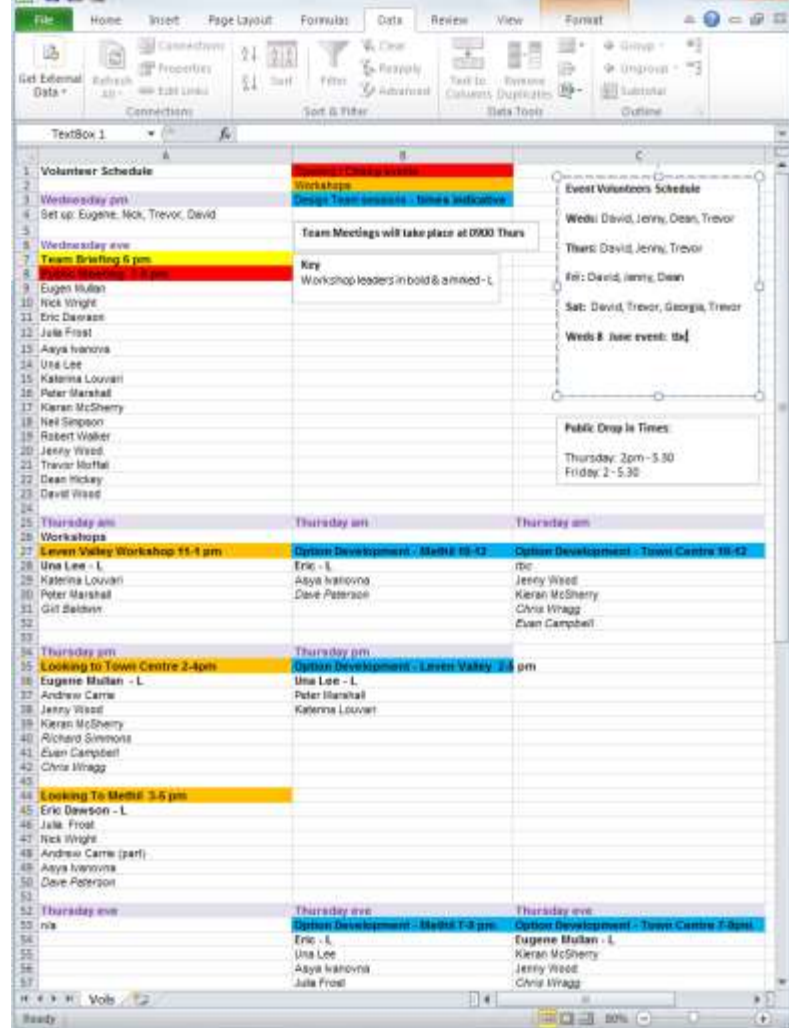 File Home Insert Page Layout Formulas Data Review View Format
Get External Data
Refresh All
Connections
Properties
Edit Links
Connections
Sort
Filter
Clear
Reapply
Advanced
Sort & Filter
Text to Columns
Remove Duplicates
Data Tools
Group
Ungroup
Subtotal
Outline
TextBox 1
fx
A B C
1 Volunteer Schedule
2 Workshops
3 Wednesday pm Design Team sessions - times indicative
4 Set up: Eugene, Nick, Trevor, David
5
Team Meetings will take place at 0900 Thurs
6 Wednesday eve
7 Team Briefing 6 pm
8 Public Meeting
Key
Workshop leaders in bold & annked - L
9 Eugen Mullan
10 Nick Wright
11 Eric Dawson
12 Julia Frost
13 Asya Ivanova
14 Una Lee
15 Katerina Louvari
16 Peter Marshall
17 Kieran McSherry
18 Neil Simpson
19 Robert Walker
20 Jenny Wood
21 Trevor Moffat
22 Dean Hickey
23 David Wood
24
Event Volunteers Schedule
Weds: David, Jenny, Dean, Trevor
Thurs: David, Jenny, Trevor
Fri: David, Jenny, Dean
Sat: David, Trevor, Georgia, Trevor
Weds 8 June event: tbc
Public Drop in Times:
Thursday: 2pm - 5.30
Friday: 2 - 5.30
25 Thursday am Thursday am Thursday am
26 Workshops
27 Leven Valley Workshop 11-1 pm Option Development - Methil 10-12 Option Development - Town Centre 10-12
28 Una Lee - L Eric - L
29 Katerina Louvari Asya Ivanovna Jenny Wood
30 Peter Marshall Dave Paterson Kieran McSherry
31 Girl Baldwin Chris Wragg
32 Euan Campbell
33
34 Thursday pm Thursday pm
35 Looking to Town Centre 2-4pm Option Development - Leven Valley 2-5 pm
36 Eugene Mullan - L Una Lee - L
37 Andrew Carrie Peter Marshall
38 Jenny Wood Katerina Louvari
39 Kieran McSherry
40 Richard Simmons
41 Euan Campbell
42 Chris Wragg
43
44 Looking To Methil 3-5 pm
45 Eric Dawson - L
46 Julia Frost
47 Nick Wright
48 Andrew Carrie (part)
49 Asya Ivanovna
50 Dave Paterson
51
52 Thursday eve Thursday eve Thursday eve
53 n/a Option Development - Methil 7-9 pm Option Development - Town Centre 7-9pm
54 Eric - L Eugene Mullan - L
55 Una Lee Kieran McSherry
56 Asya Ivanovna Jenny Wood
57 Julia Frost Chris Wragg
Vols
Ready 80%